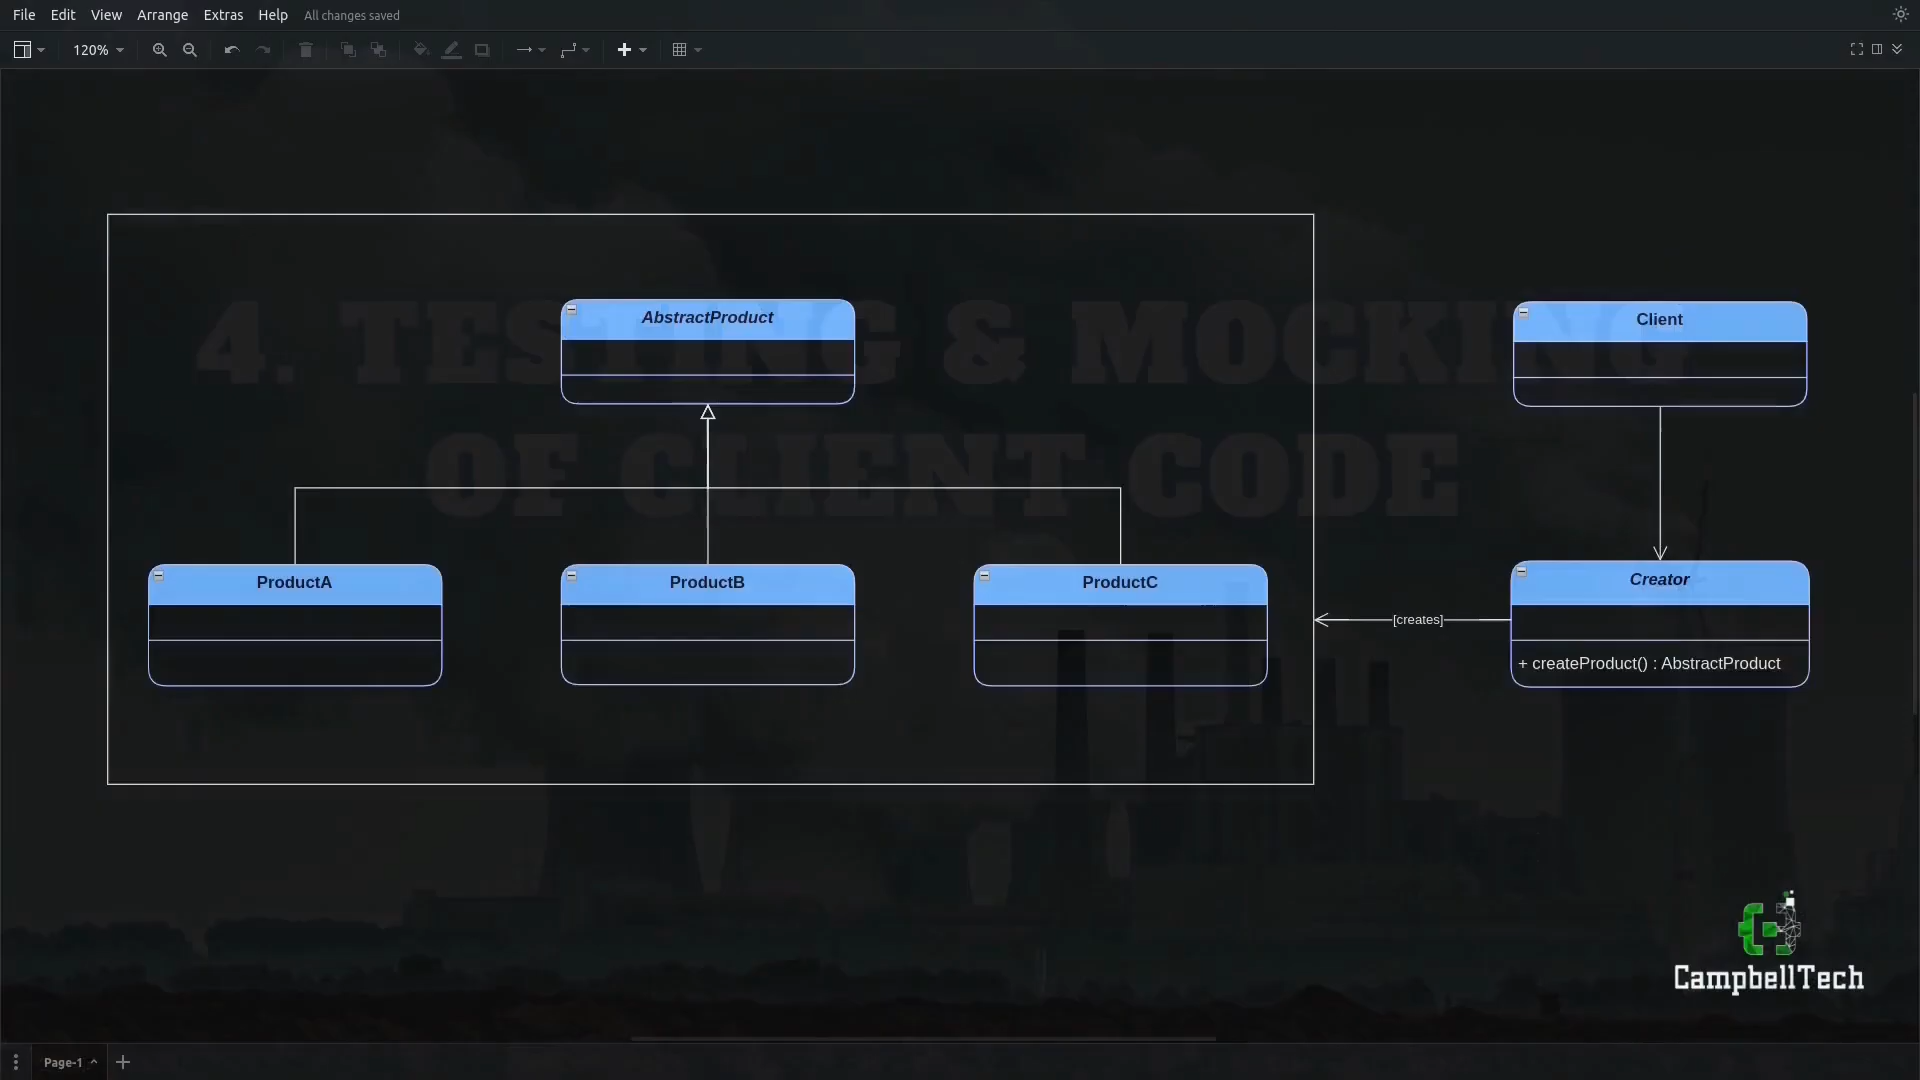 File Edit View Arrange Extras Help All changes saved
120%
4. TESTING & MOCKING
OF CLIENT CODE
AbstractProduct
Client
ProductA
ProductB
ProductC
Creator
[creates]
+ createProduct() : AbstractProduct
CampbellTech
Page-1